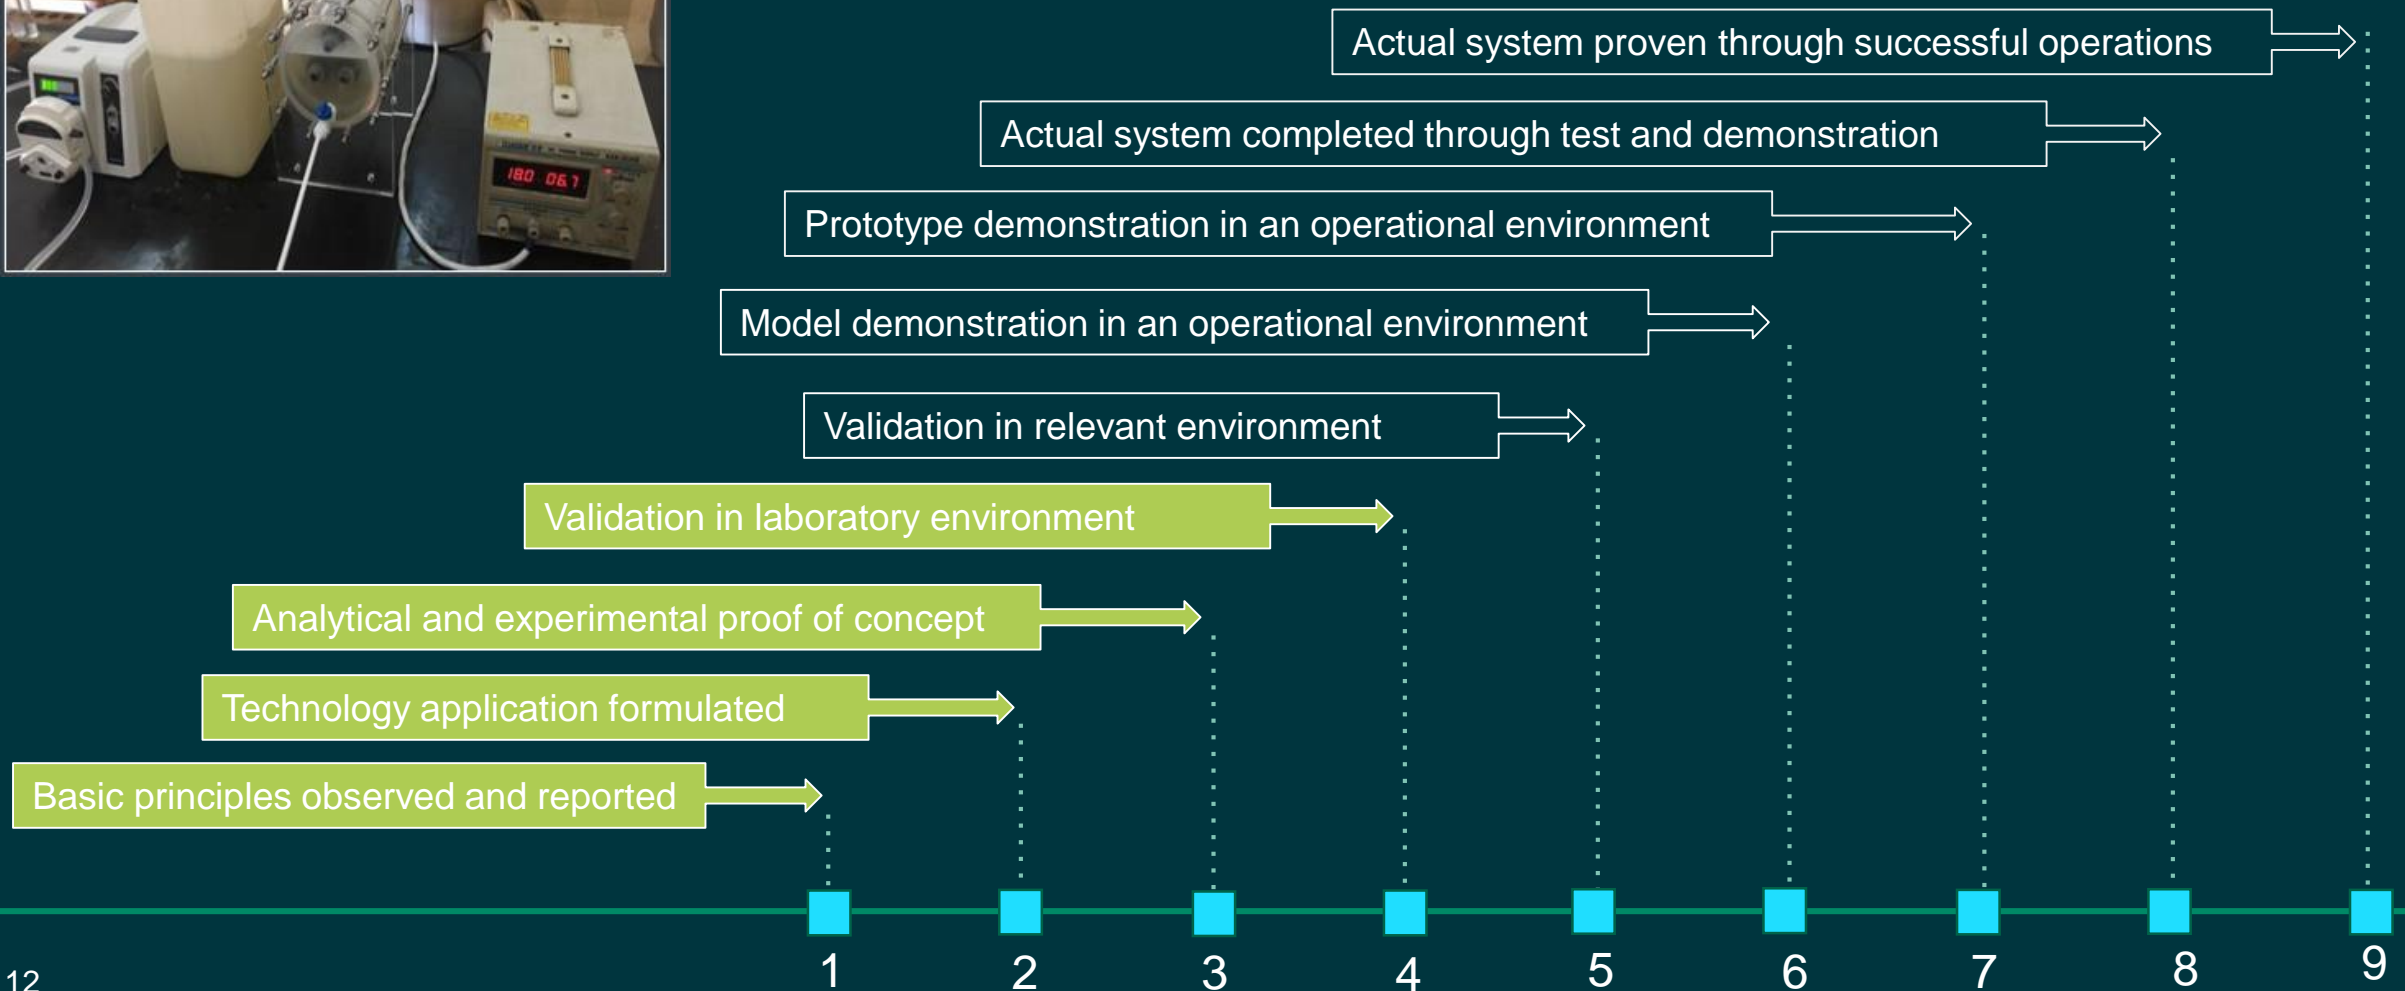 180 06.7
Actual system proven through successful operations
Actual system completed through test and demonstration
Prototype demonstration in an operational environment
Model demonstration in an operational environment
Validation in relevant environment
Validation in laboratory environment
Analytical and experimental proof of concept
Technology application formulated
Basic principles observed and reported
1 2 3 4 5 6 7 8 9
12